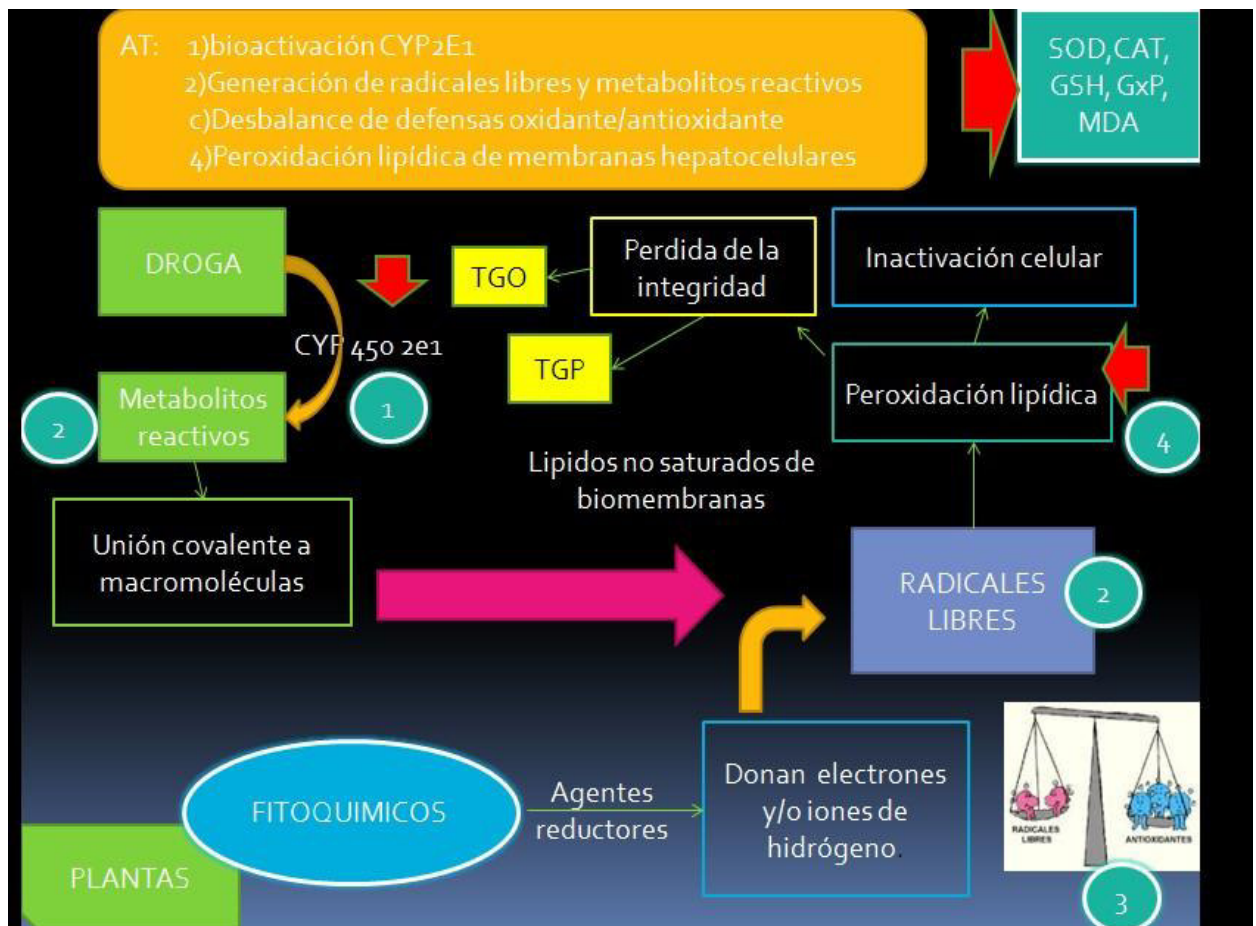 AT: 1)bioactivación CYP2E1
2)Generación de radicales libres y metabolitos reactivos
c)Desbalance de defensas oxidante/antioxidante
4)Peroxidación lipídica de membranas hepatocelulares
SOD,CAT,
GSH, GxP,
MDA
DROGA
CYP 450 2e1
1
TGO
TGP
Perdida de la
integridad
Inactivación celular
2
Metabolitos
reactivos
Peroxidación lipídica
4
Lipidos no saturados de
biomembranas
Unión covalente a
macromoléculas
RADICALES
LIBRES
2
FITOQUIMICOS
Agentes
reductores
Donan electrones
y/o iones de
hidrógeno.
RADICALES
LIBRES
ANTIOXIDANTES
3
PLANTAS